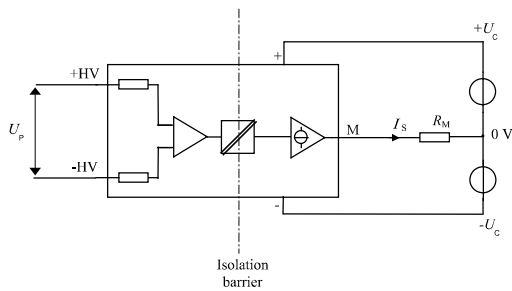 +U_C
+
+HV
U_P
M
I_S
R_M
0 V
-HV
-
-U_C
Isolation
barrier